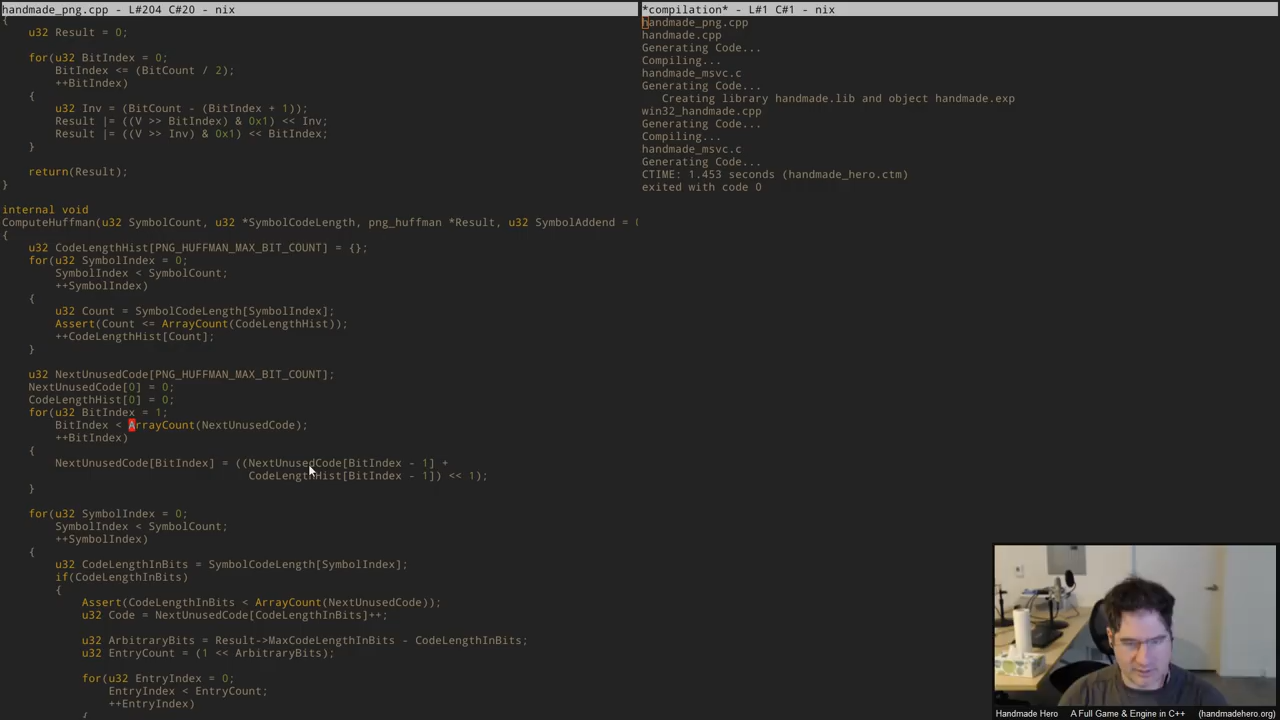 handmade_png.cpp - L#204 C#20 - nix
{
    u32 Result = 0;

    for(u32 BitIndex = 0;
        BitIndex <= (BitCount / 2);
        ++BitIndex)
    {
        u32 Inv = (BitCount - (BitIndex + 1));
        Result |= ((V >> BitIndex) & 0x1) << Inv;
        Result |= ((V >> Inv) & 0x1) << BitIndex;
    }

    return(Result);
}

internal void
ComputeHuffman(u32 SymbolCount, u32 *SymbolCodeLength, png_huffman *Result, u32 SymbolAddend =
{
    u32 CodeLengthHist[PNG_HUFFMAN_MAX_BIT_COUNT] = {};
    for(u32 SymbolIndex = 0;
        SymbolIndex < SymbolCount;
        ++SymbolIndex)
    {
        u32 Count = SymbolCodeLength[SymbolIndex];
        Assert(Count <= ArrayCount(CodeLengthHist));
        ++CodeLengthHist[Count];
    }

    u32 NextUnusedCode[PNG_HUFFMAN_MAX_BIT_COUNT];
    NextUnusedCode[0] = 0;
    CodeLengthHist[0] = 0;
    for(u32 BitIndex = 1;
        BitIndex < ArrayCount(NextUnusedCode);
        ++BitIndex)
    {
        NextUnusedCode[BitIndex] = ((NextUnusedCode[BitIndex - 1] +
                                     CodeLengthHist[BitIndex - 1]) << 1);
    }

    for(u32 SymbolIndex = 0;
        SymbolIndex < SymbolCount;
        ++SymbolIndex)
    {
        u32 CodeLengthInBits = SymbolCodeLength[SymbolIndex];
        if(CodeLengthInBits)
        {
            Assert(CodeLengthInBits < ArrayCount(NextUnusedCode));
            u32 Code = NextUnusedCode[CodeLengthInBits]++;

            u32 ArbitraryBits = Result->MaxCodeLengthInBits - CodeLengthInBits;
            u32 EntryCount = (1 << ArbitraryBits);

            for(u32 EntryIndex = 0;
                EntryIndex < EntryCount;
                ++EntryIndex)
            {
*compilation* - L#1 C#1 - nix
handmade_png.cpp
handmade.cpp
Generating Code...
Compiling...
handmade_msvc.c
Generating Code...
   Creating library handmade.lib and object handmade.exp
win32_handmade.cpp
Generating Code...
Compiling...
handmade_msvc.c
Generating Code...
CTIME: 1.453 seconds (handmade_hero.ctm)
exited with code 0
Handmade Hero A Full Game & Engine in C++ (handmadehero.org)